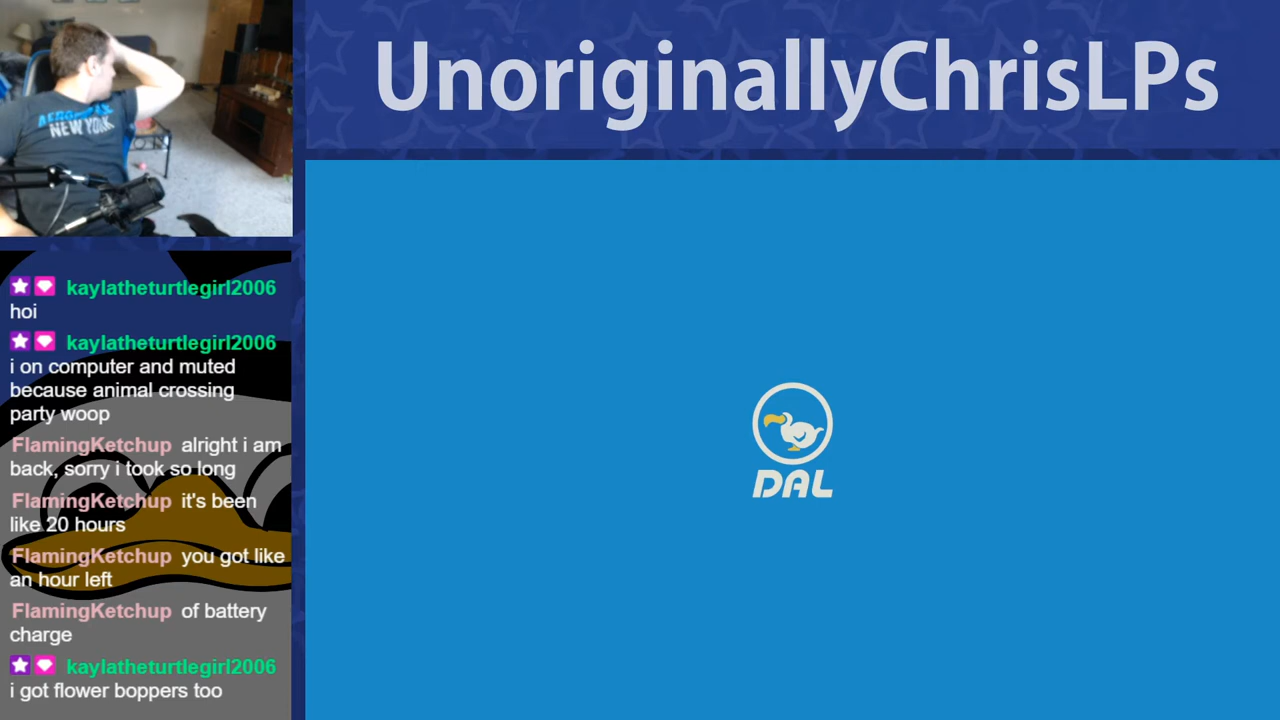 UnoriginallyChrisLPs
AEROPOSTALE
NEW YORK
kaylatheturtlegirl2006
hoi
kaylatheturtlegirl2006
i on computer and muted
because animal crossing
party woop
FlamingKetchup alright i am
back, sorry i took so long
FlamingKetchup it's been
like 20 hours
FlamingKetchup you got like
an hour left
FlamingKetchup of battery
charge
kaylatheturtlegirl2006
i got flower boppers too
DAL